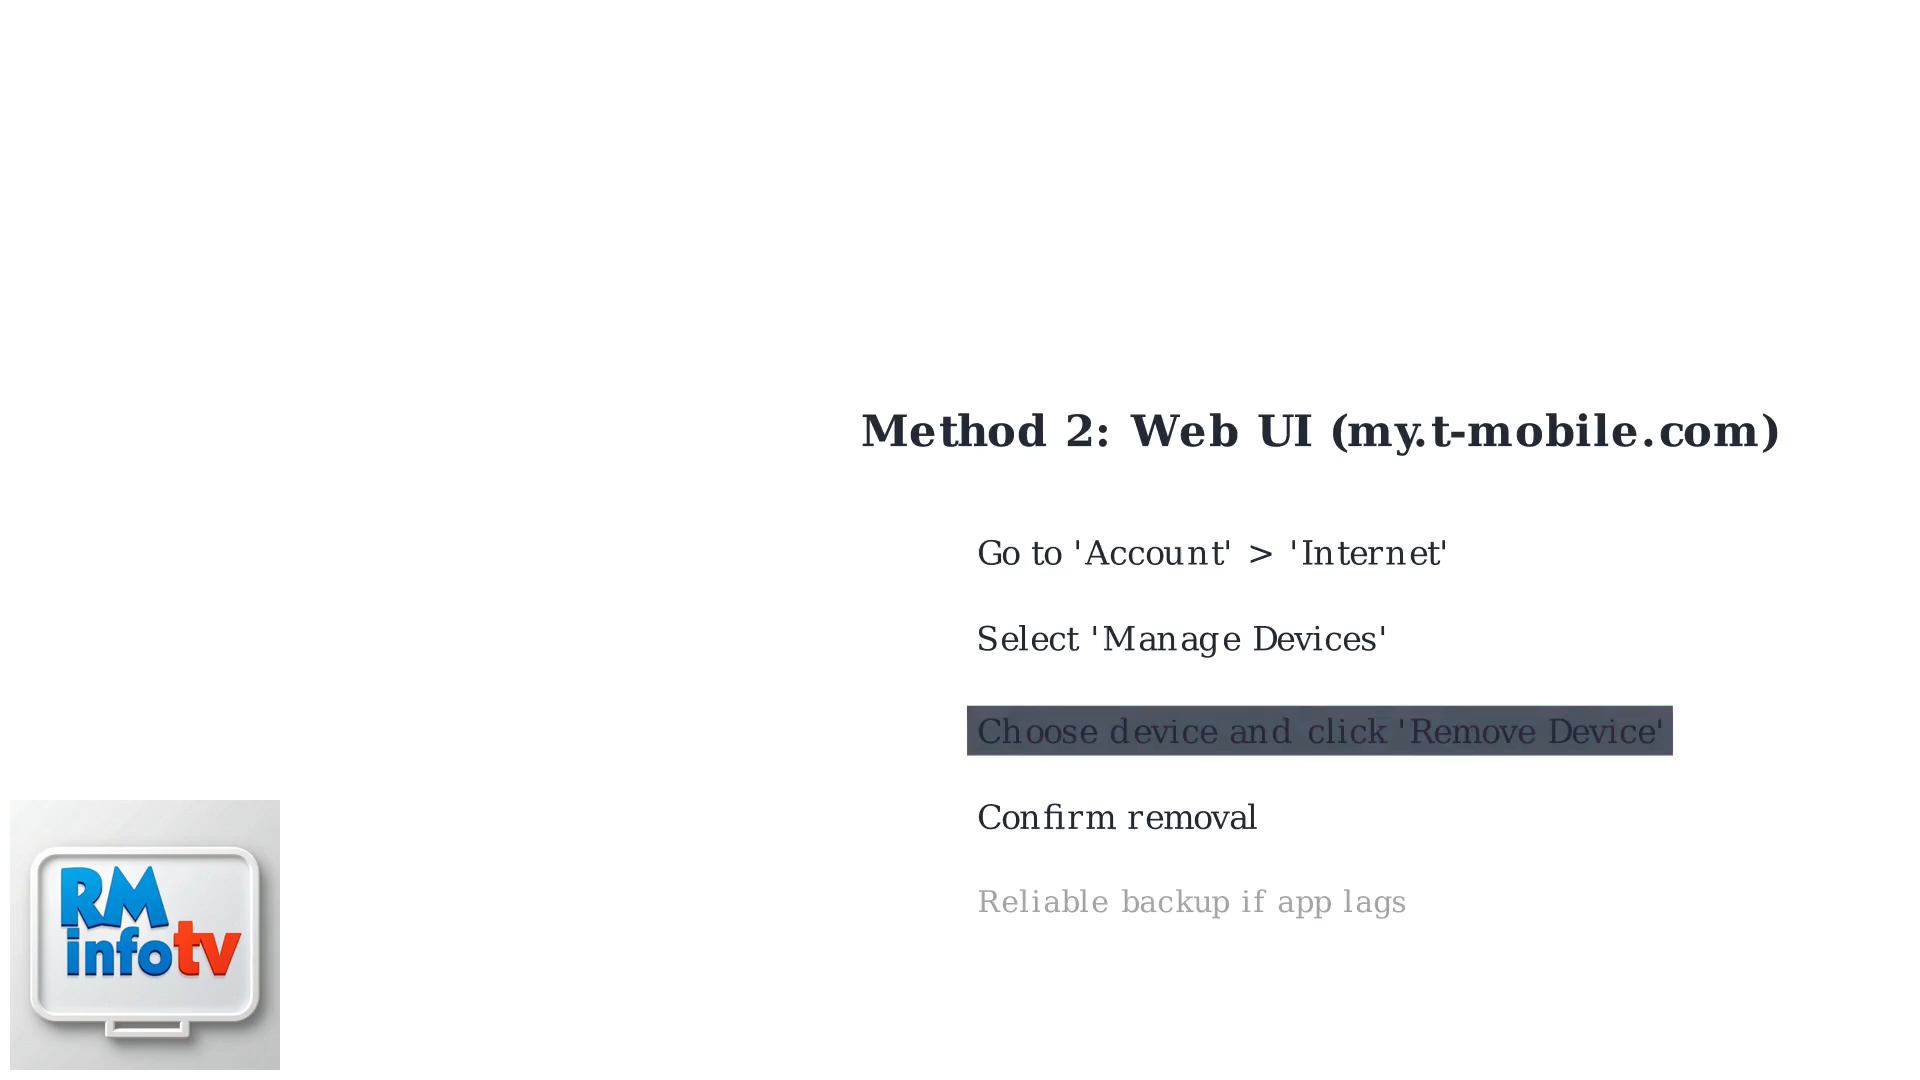 Method 2: Web UI (my.t-mobile.com)
Go to 'Account' > 'Internet'
Select 'Manage Devices'
Choose device and click 'Remove Device'
Confirm removal
Reliable backup if app lags
RM
infotv